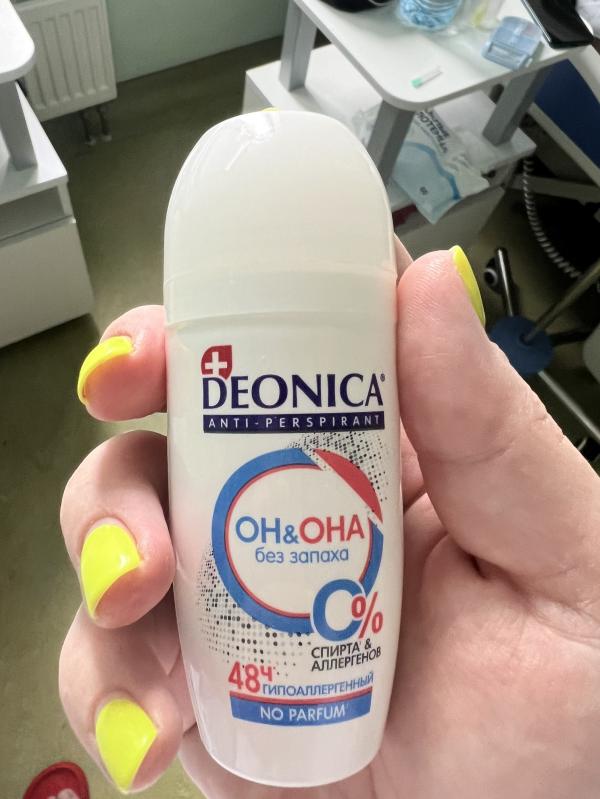 DEONICA®
ANTI-PERSPIRANT
ОН&ОНА
без запаха
0%
СПИРТА &
АЛЛЕРГЕНОВ
48ч
ГИПОАЛЛЕРГЕННЫЙ
NO PARFUM